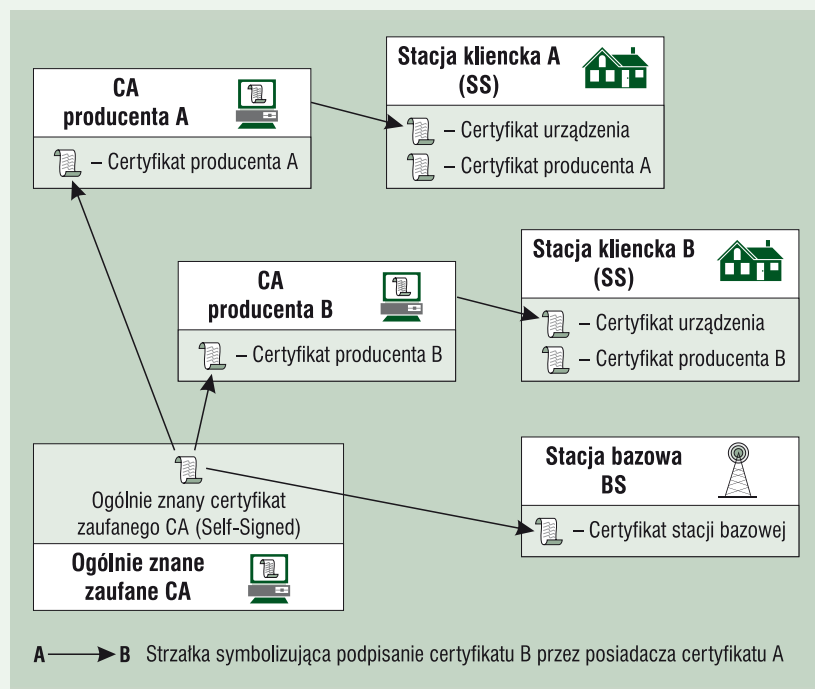 CA
producenta A
– Certyfikat producenta A
Stacja kliencka A
(SS)
– Certyfikat urządzenia
– Certyfikat producenta A
CA
producenta B
– Certyfikat producenta B
Stacja kliencka B
(SS)
– Certyfikat urządzenia
– Certyfikat producenta B
Ogólnie znany certyfikat
zaufanego CA (Self-Signed)
Ogólnie znane
zaufane CA
Stacja bazowa
BS
– Certyfikat stacji bazowej
A B Strzałka symbolizująca podpisanie certyfikatu B przez posiadacza certyfikatu A